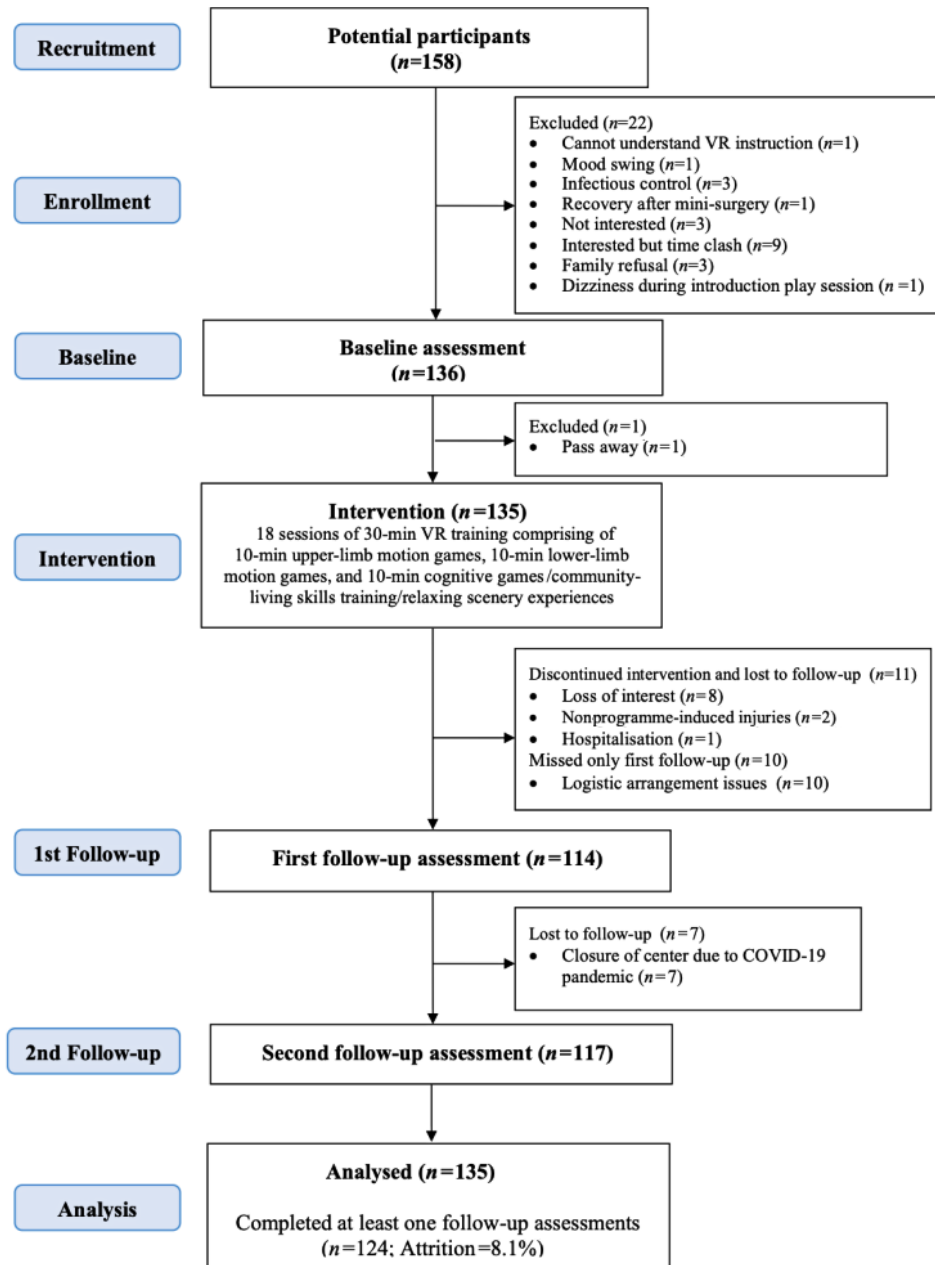 Recruitment
Potential participants
(n=158)
Enrollment
Excluded (n=22)
• Cannot understand VR instruction (n=1)
• Mood swing (n=1)
• Infectious control (n=3)
• Recovery after mini-surgery (n=1)
• Not interested (n=3)
• Interested but time clash (n=9)
• Family refusal (n=3)
• Dizziness during introduction play session (n =1)
Baseline
Baseline assessment
(n=136)
Excluded (n=1)
• Pass away (n=1)
Intervention
Intervention (n=135)
18 sessions of 30-min VR training comprising of
10-min upper-limb motion games, 10-min lower-limb
motion games, and 10-min cognitive games/community-
living skills training/relaxing scenery experiences
Discontinued intervention and lost to follow-up (n=11)
• Loss of interest (n=8)
• Nonprogramme-induced injuries (n=2)
• Hospitalisation (n=1)
Missed only first follow-up (n=10)
• Logistic arrangement issues (n=10)
1st Follow-up
First follow-up assessment (n=114)
Lost to follow-up (n=7)
• Closure of center due to COVID-19
pandemic (n=7)
2nd Follow-up
Second follow-up assessment (n=117)
Analysis
Analysed (n=135)
Completed at least one follow-up assessments
(n=124; Attrition=8.1%)